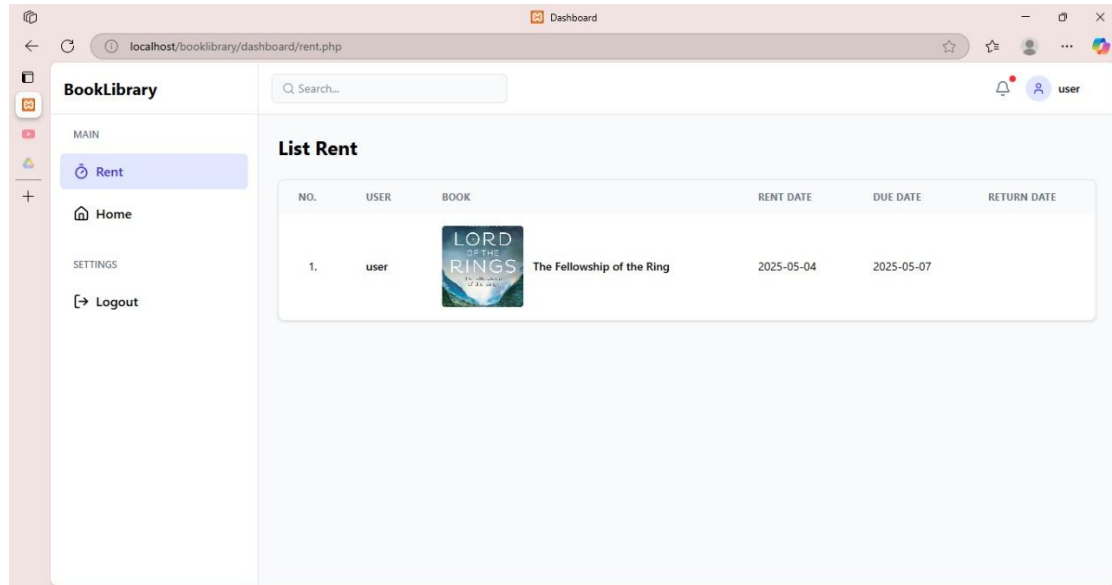 Dashboard
localhost/booklibrary/dashboard/rent.php
BookLibrary
Search...
user
MAIN
Rent
Home
SETTINGS
Logout
List Rent
NO. USER BOOK RENT DATE DUE DATE RETURN DATE
LORD
OF THE
RINGS
1. user The Fellowship of the Ring 2025-05-04 2025-05-07